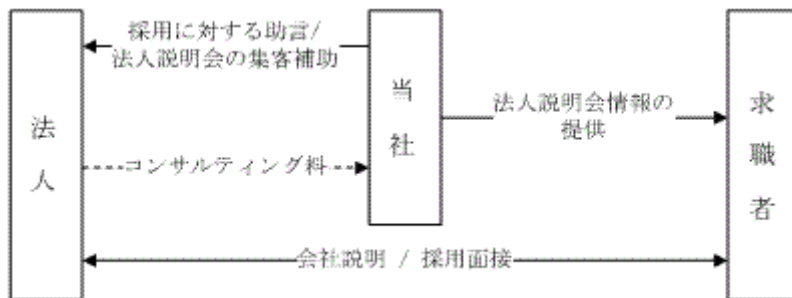 採用に対する助言/
法人説明会の集客補助
法人
当社
求職者
法人説明会情報の
提供
コンサルティング料
会社説明 / 採用面接